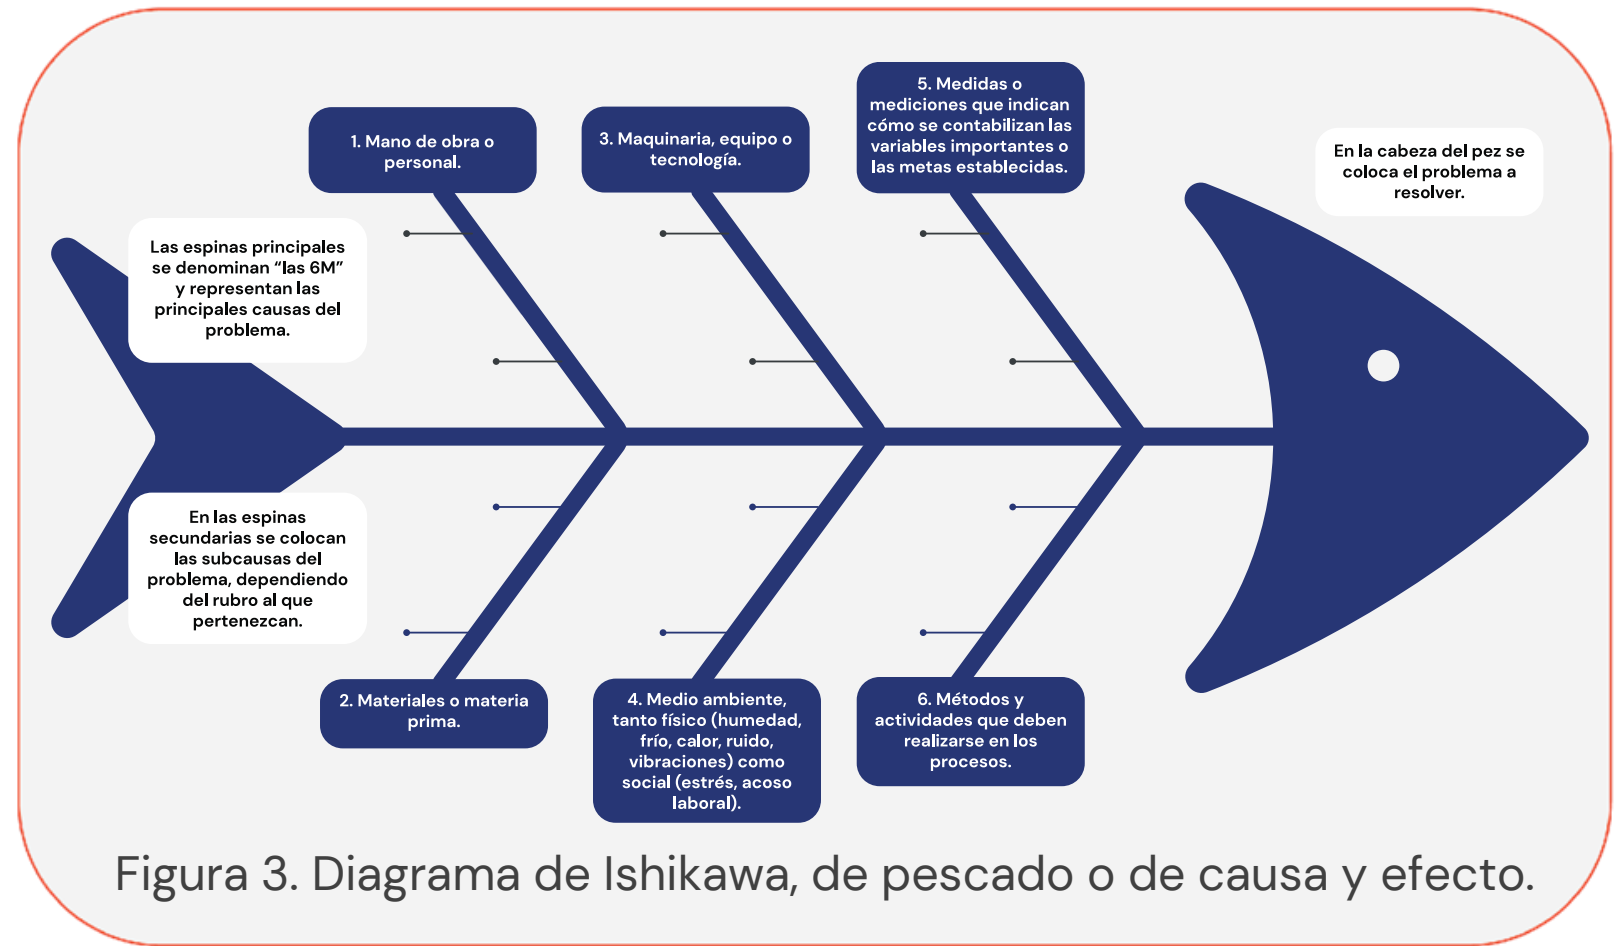 1. Mano de obra o
personal.
3. Maquinaria, equipo o
tecnología.
5. Medidas o
mediciones que indican
cómo se contabilizan las
variables importantes o
las metas establecidas.
En la cabeza del pez se
coloca el problema a
resolver.
Las espinas principales
se denominan “las 6M”
y representan las
principales causas del
problema.
En las espinas
secundarias se colocan
las subcausas del
problema, dependiendo
del rubro al que
pertenezcan.
2. Materiales o materia
prima.
4. Medio ambiente,
tanto físico (humedad,
frío, calor, ruido,
vibraciones) como
social (estrés, acoso
laboral).
6. Métodos y
actividades que deben
realizarse en los
procesos.
Figura 3. Diagrama de Ishikawa, de pescado o de causa y efecto.